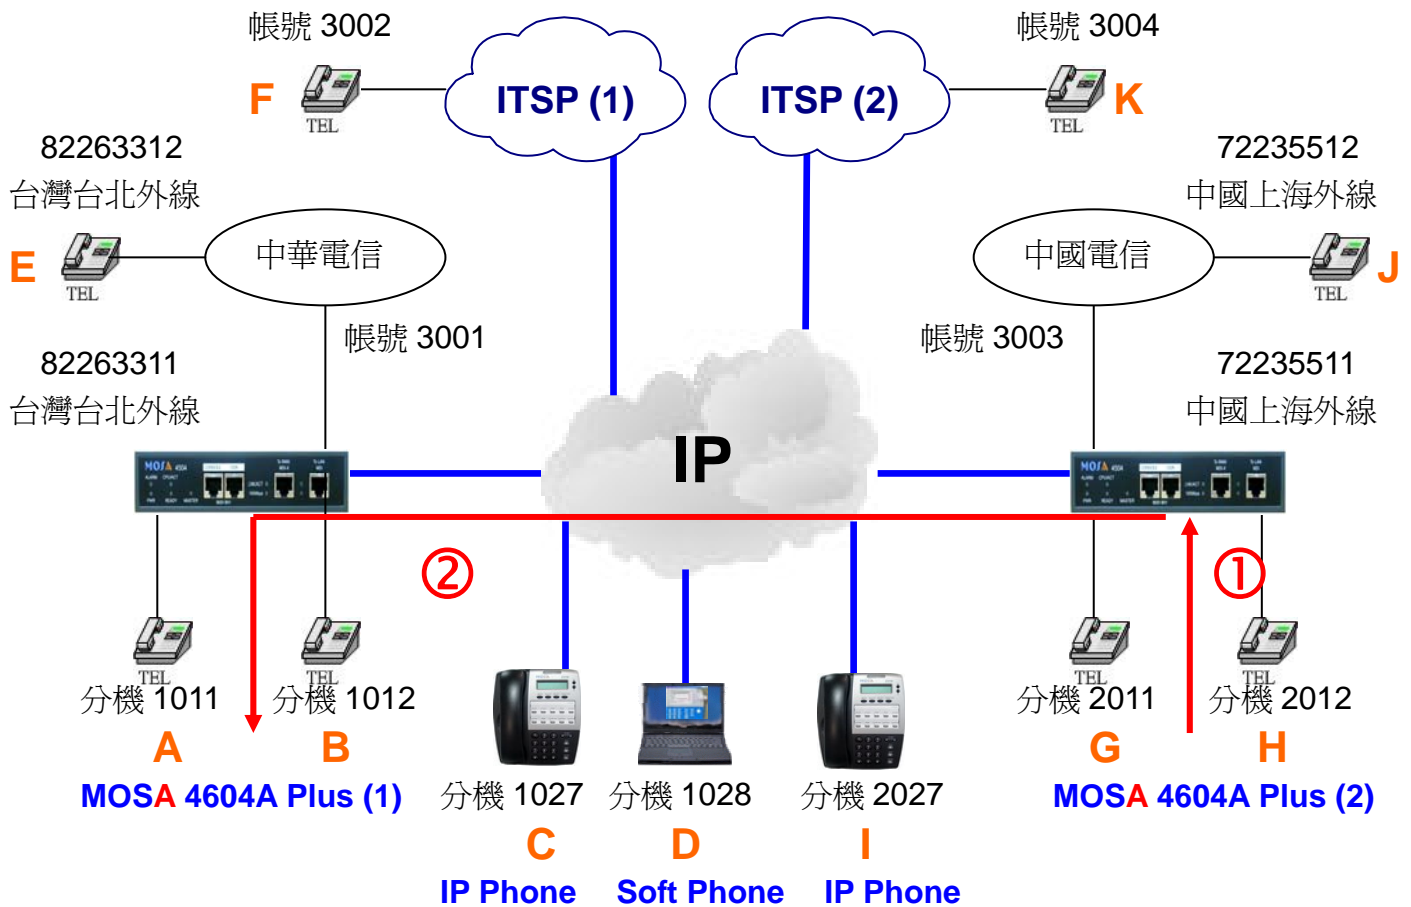 帳號 3002
帳號 3004
F
TEL
ITSP (1)
ITSP (2)
TEL
K
82263312
台灣台北外線
72235512
中國上海外線
E
TEL
中華電信
中國電信
TEL
J
帳號 3001
帳號 3003
82263311
台灣台北外線
72235511
中國上海外線
IP
MOSA 4504
MOSA 4504
②
①
TEL
TEL
TEL
TEL
分機 1011
分機 1012
分機 2011
分機 2012
A
B
G
H
MOSA 4604A Plus (1)
分機 1027
分機 1028
分機 2027
MOSA 4604A Plus (2)
C
D
I
IP Phone
Soft Phone
IP Phone